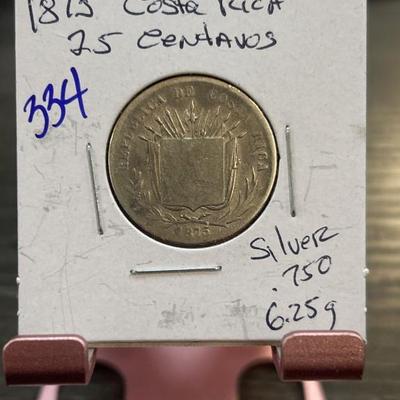 1875 Costa Rica
25 Centavos
334
REPUBLICA DE COSTA RICA
1875
Silver
.750
6.25g